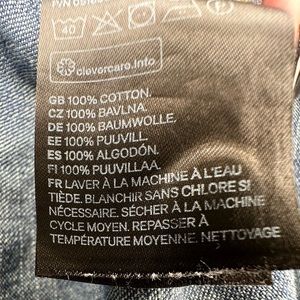 40
clevercare.info
GB 100% COTTON.
CZ 100% BAVLNA.
DE 100% BAUMWOLLE.
EE 100% PUUVILL.
ES 100% ALGODÓN.
FI 100% PUUVILLAA.
FR LAVER À LA MACHINE À L'EAU
TIÈDE. BLANCHIR SANS CHLORE SI
NÉCESSAIRE. SÉCHER À LA MACHINE
CYCLE MOYEN. REPASSER À
TEMPÉRATURE MOYENNE. NETTOYAGE